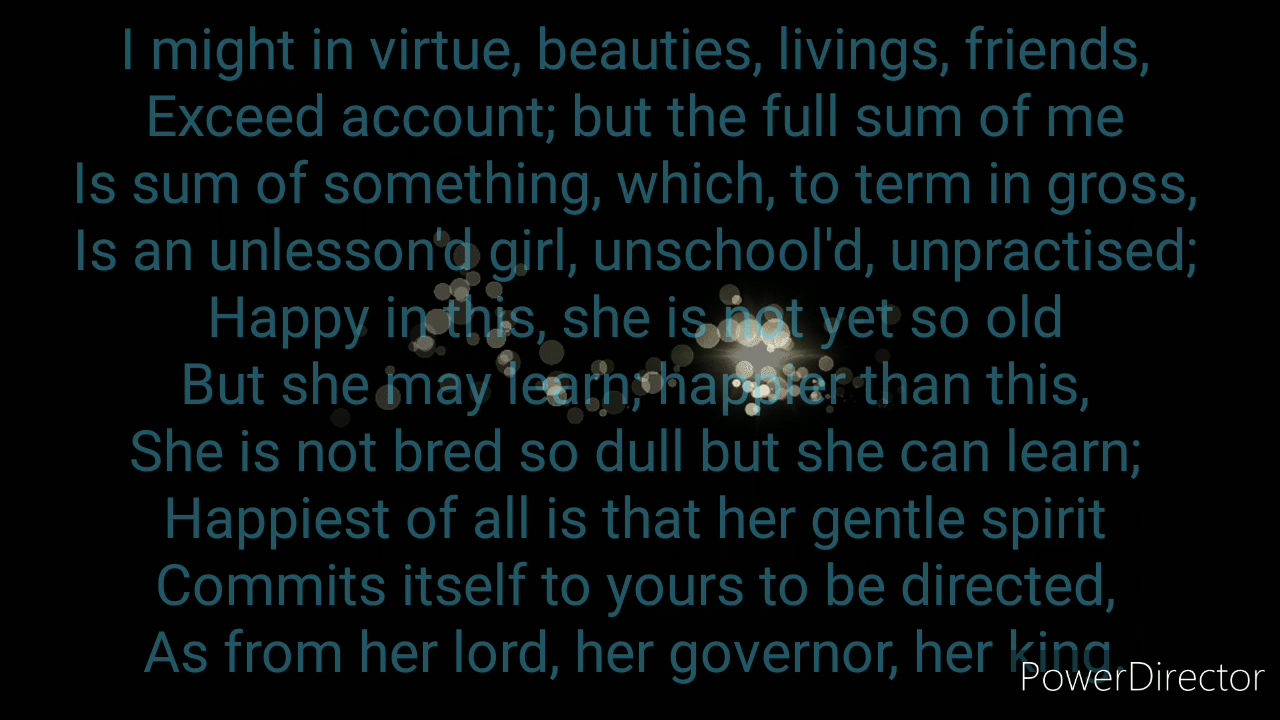 I might in virtue, beauties, livings, friends,
Exceed account; but the full sum of me
Is sum of something, which, to term in gross,
Is an unlesson'd girl, unschool'd, unpractised;
Happy in this, she is not yet so old
But she may learn; happier than this,
She is not bred so dull but she can learn;
Happiest of all is that her gentle spirit
Commits itself to yours to be directed,
As from her lord, her governor, her king.
PowerDirector